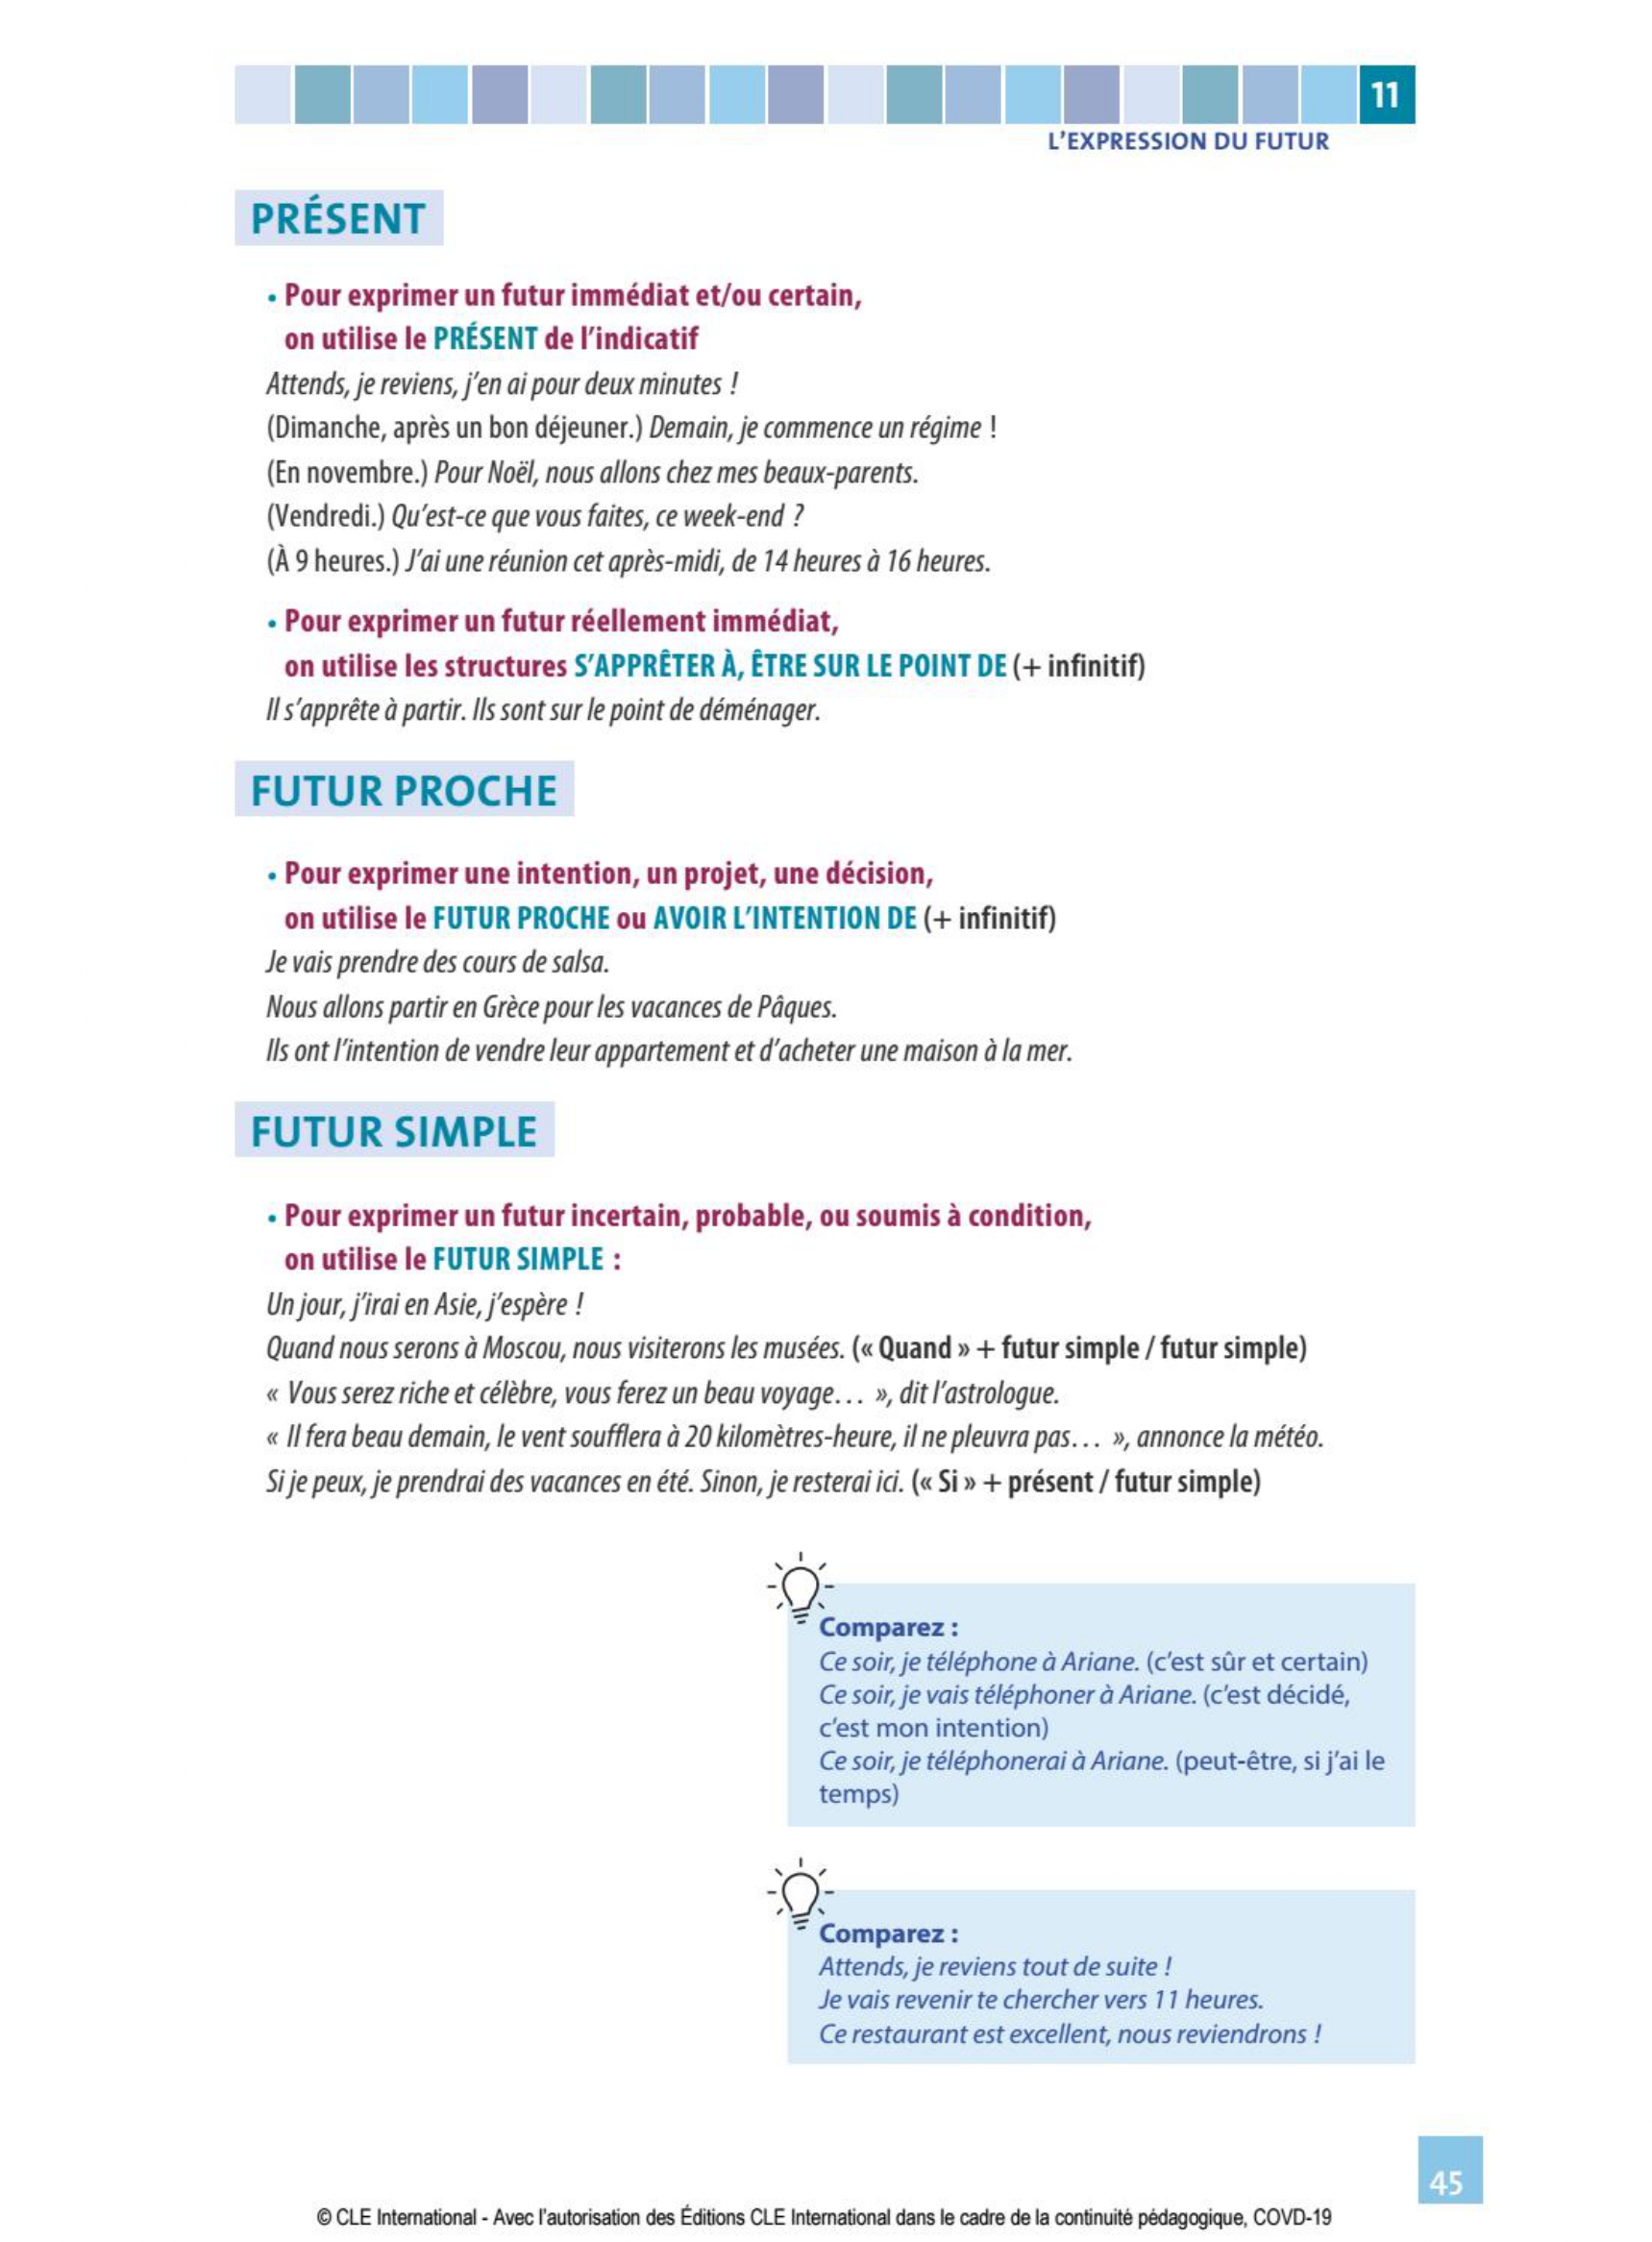 11
L'EXPRESSION DU FUTUR
PRÉSENT
• Pour exprimer un futur immédiat et/ou certain,
on utilise le PRÉSENT de l'indicatif
Attends, je reviens, j'en ai pour deux minutes !
(Dimanche, après un bon déjeuner.) Demain, je commence un régime !
(En novembre.) Pour Noël, nous allons chez mes beaux-parents.
(Vendredi.) Qu'est-ce que vous faites, ce week-end ?
(À 9 heures.) J'ai une réunion cet après-midi, de 14 heures à 16 heures.
• Pour exprimer un futur réellement immédiat,
on utilise les structures S'APPRÊTER À, ÊTRE SUR LE POINT DE (+ infinitif)
Il s'apprête à partir. Ils sont sur le point de déménager.
FUTUR PROCHE
• Pour exprimer une intention, un projet, une décision,
on utilise le FUTUR PROCHE ou AVOIR L'INTENTION DE (+ infinitif)
Je vais prendre des cours de salsa.
Nous allons partir en Grèce pour les vacances de Pâques.
Ils ont l'intention de vendre leur appartement et d'acheter une maison à la mer.
FUTUR SIMPLE
• Pour exprimer un futur incertain, probable, ou soumis à condition,
on utilise le FUTUR SIMPLE :
Un jour, j'irai en Asie, j'espère !
Quand nous serons à Moscou, nous visiterons les musées. (« Quand » + futur simple / futur simple)
« Vous serez riche et célèbre, vous ferez un beau voyage… », dit l'astrologue.
« Il fera beau demain, le vent soufflera à 20 kilomètres-heure, il ne pleuvra pas… », annonce la météo.
Si je peux, je prendrai des vacances en été. Sinon, je resterai ici. (« Si » + présent / futur simple)
Comparez :
Ce soir, je téléphone à Ariane. (c'est sûr et certain)
Ce soir, je vais téléphoner à Ariane. (c'est décidé,
c'est mon intention)
Ce soir, je téléphonerai à Ariane. (peut-être, si j'ai le
temps)
Comparez :
Attends, je reviens tout de suite !
Je vais revenir te chercher vers 11 heures.
Ce restaurant est excellent, nous reviendrons !
45
© CLE International - Avec l'autorisation des Éditions CLE International dans le cadre de la continuité pédagogique, COVD-19